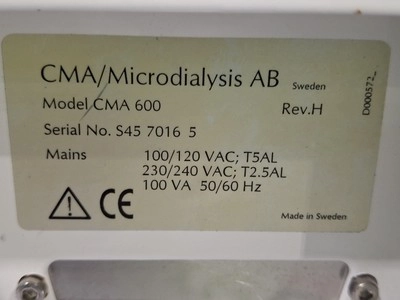 CMA/Microdialysis AB Sweden
Model CMA 600 Rev.H
Serial No. S45 7016 5
Mains 100/120 VAC; T5AL
230/240 VAC; T2.5AL
100 VA 50/60 Hz
CE
Made in Sweden
D000572_